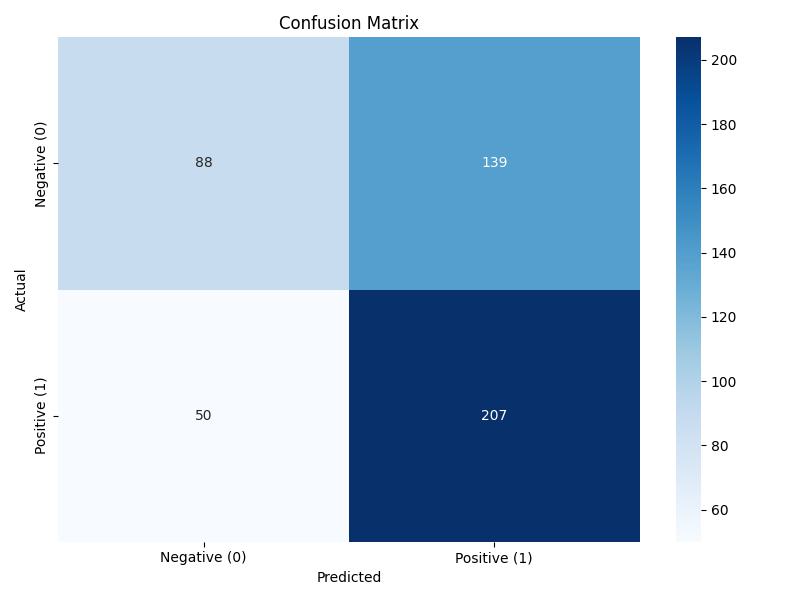 Confusion Matrix
Actual
Negative (0)
88
139
Positive (1)
50
207
Negative (0)
Positive (1)
Predicted
200
180
160
140
120
100
80
60